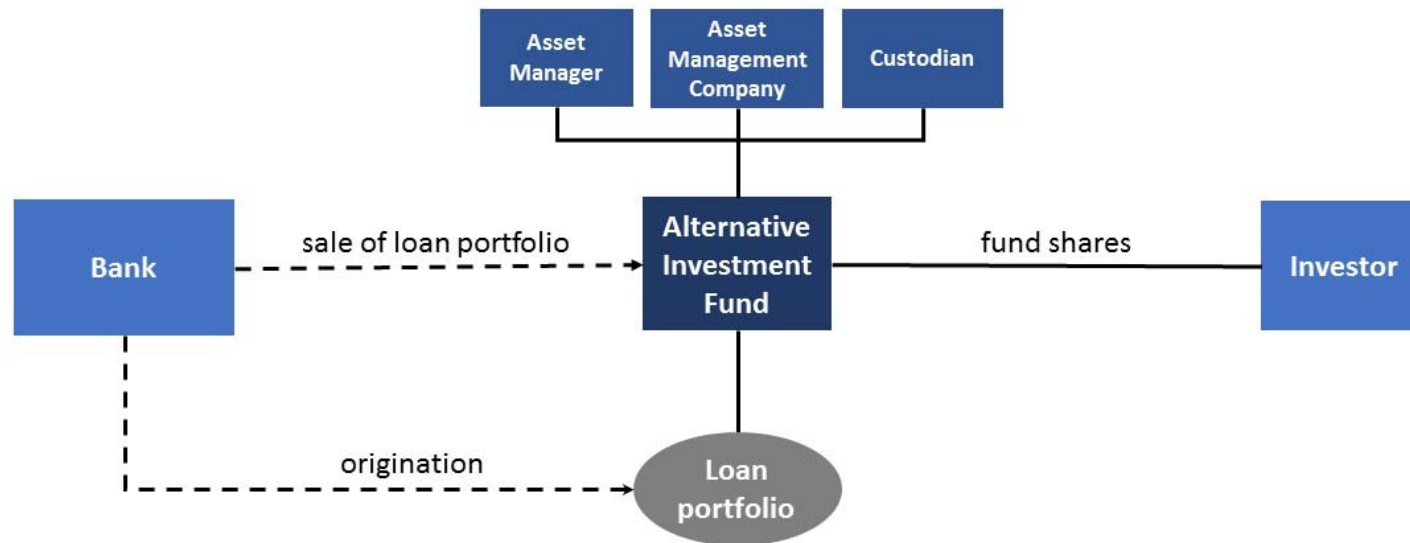 Asset
Manager
Asset
Management
Company
Custodian
Bank
sale of loan portfolio
Alternative
Investment
Fund
fund shares
Investor
origination
Loan
portfolio